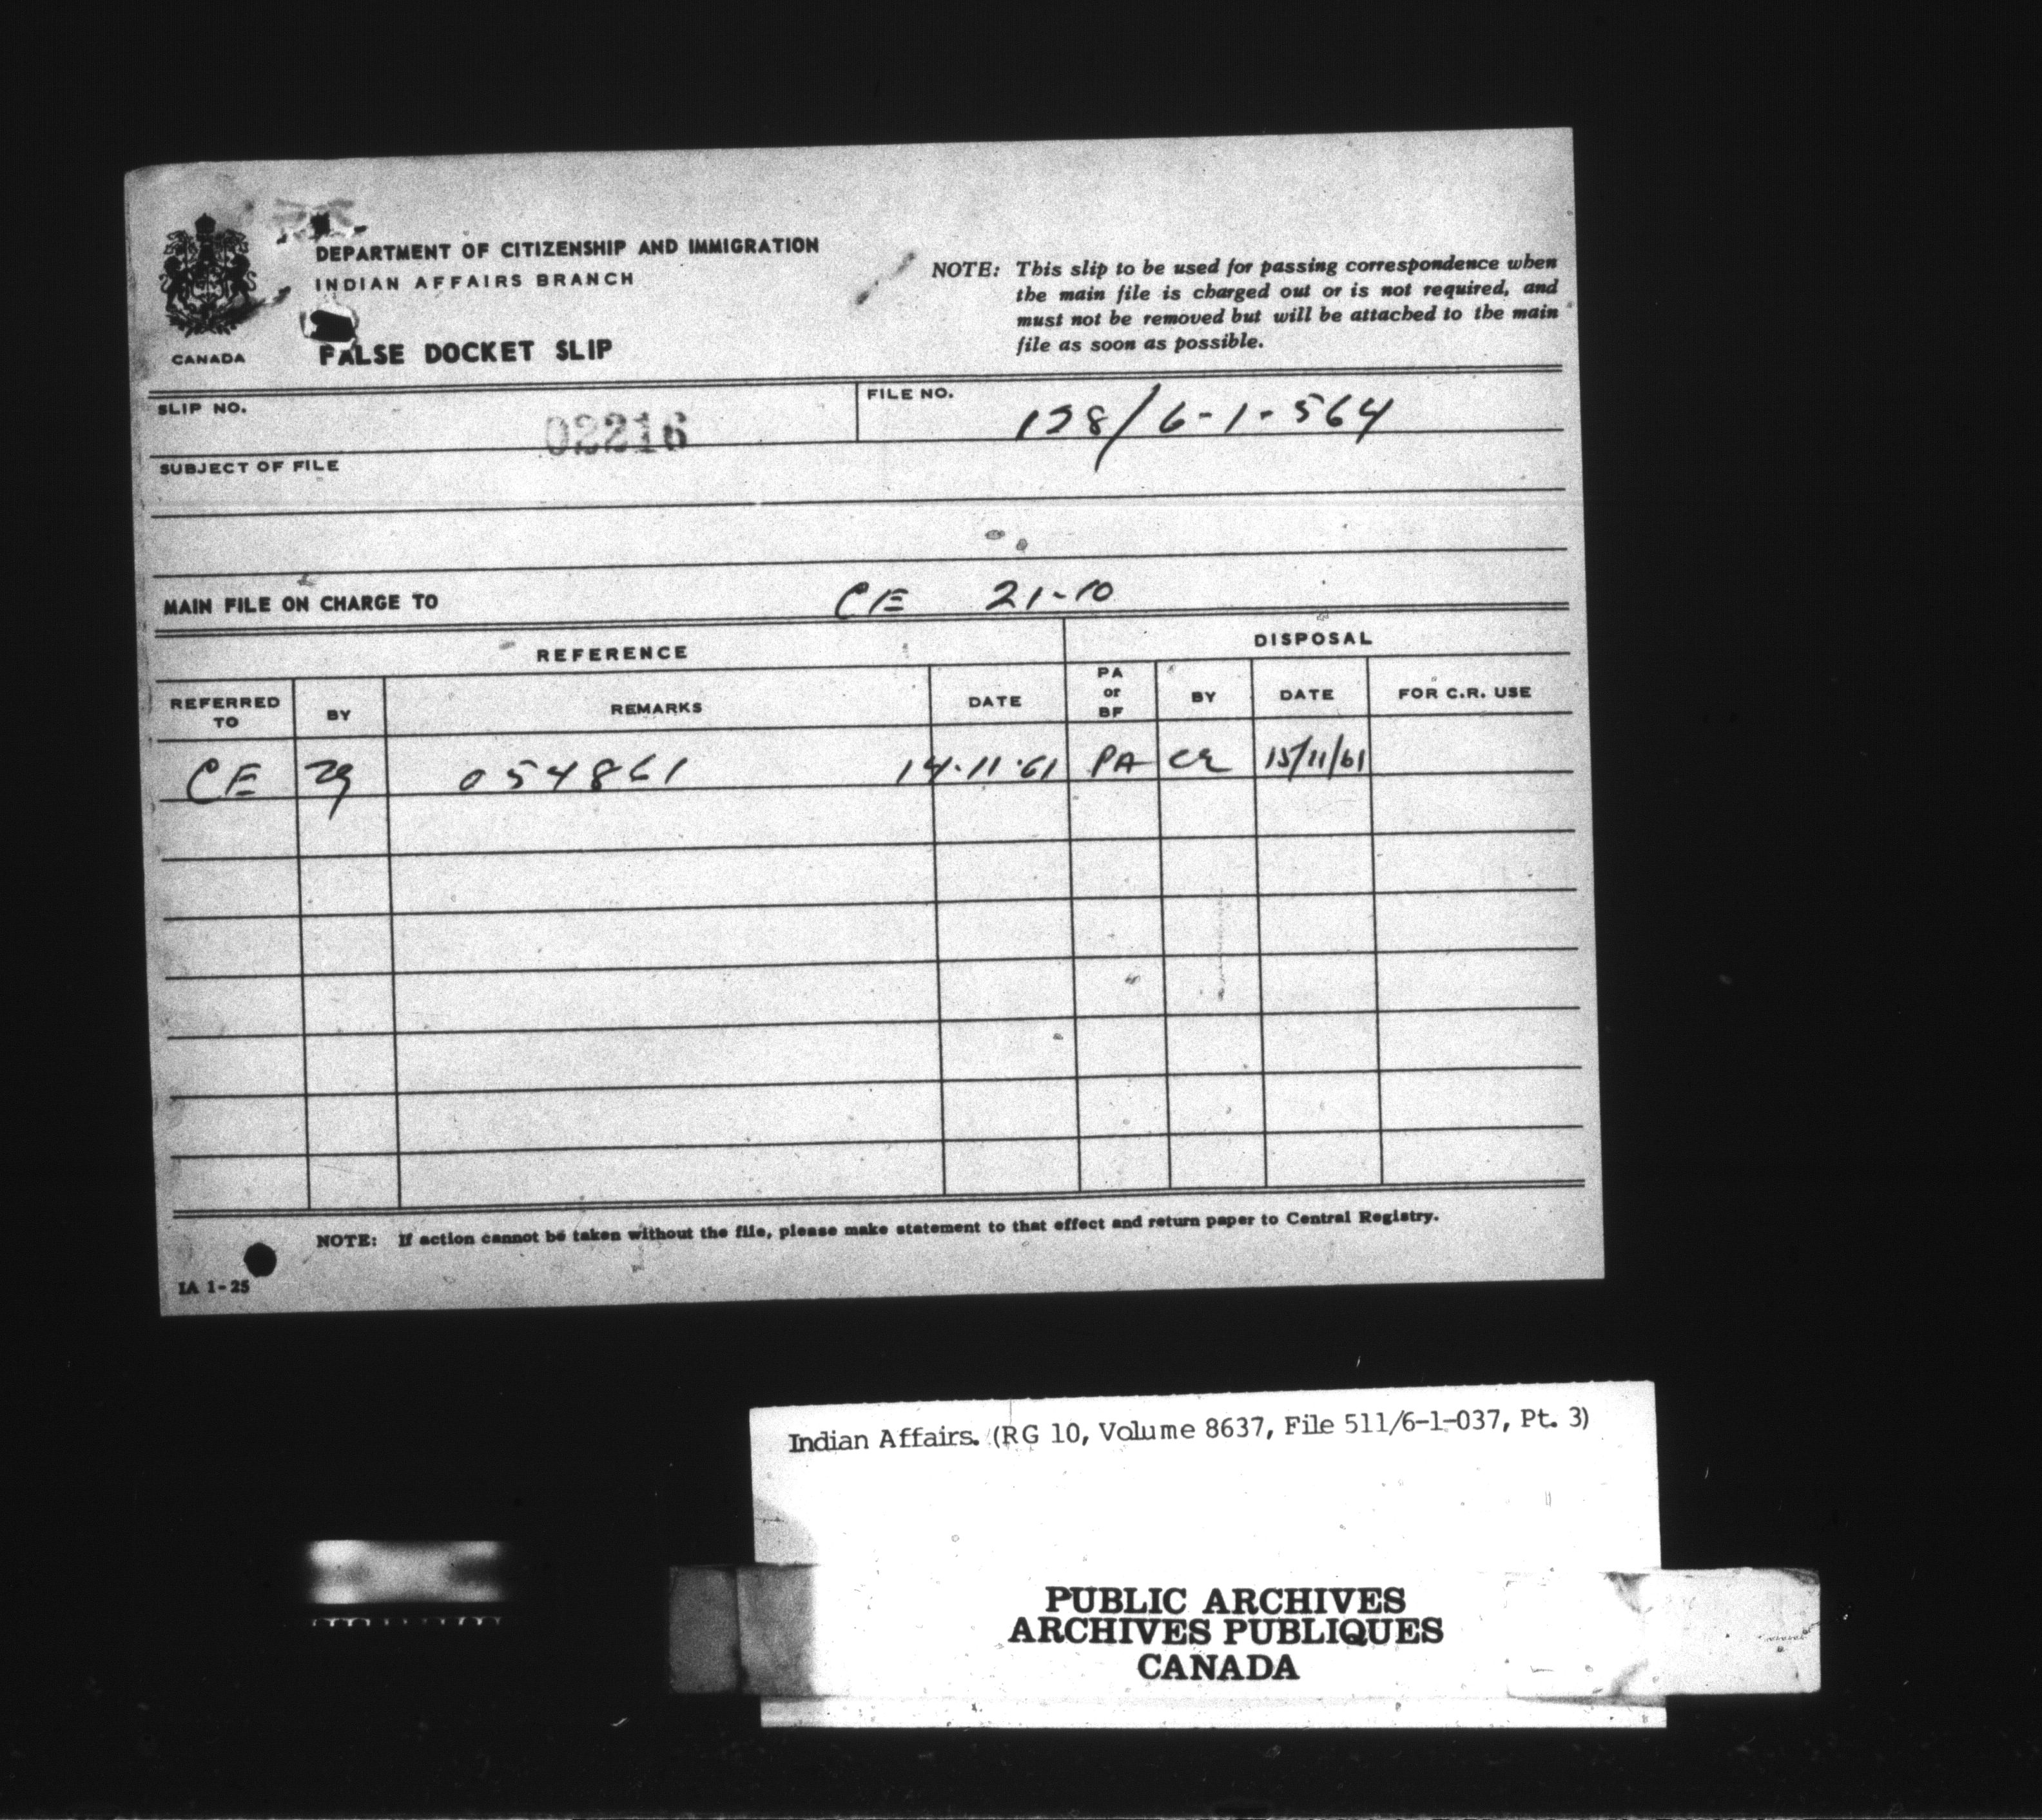 DEPARTMENT OF CITIZENSHIP AND IMMIGRATION
INDIAN AFFAIRS BRANCH
CANADA
FALSE DOCKET SLIP
NOTE: This slip to be used for passing correspondence when
the main file is charged out or is not required, and
must not be removed but will be attached to the main
file as soon as possible.
SLIP NO. 02216
FILE NO. 128/6-1-564
SUBJECT OF FILE
MAIN FILE ON CHARGE TO CE 21-10
REFERENCE DISPOSAL
REFERRED TO BY REMARKS DATE PA or BF BY DATE FOR C.R. USE
CE 054861 14.11.61 PA 15/11/61
NOTE: If action cannot be taken without the file, please make statement to that effect and return paper to Central Registry.
IA 1-25
Indian Affairs. (RG 10, Volume 8637, File 511/6-1-037, Pt. 3)
PUBLIC ARCHIVES
ARCHIVES PUBLIQUES
CANADA